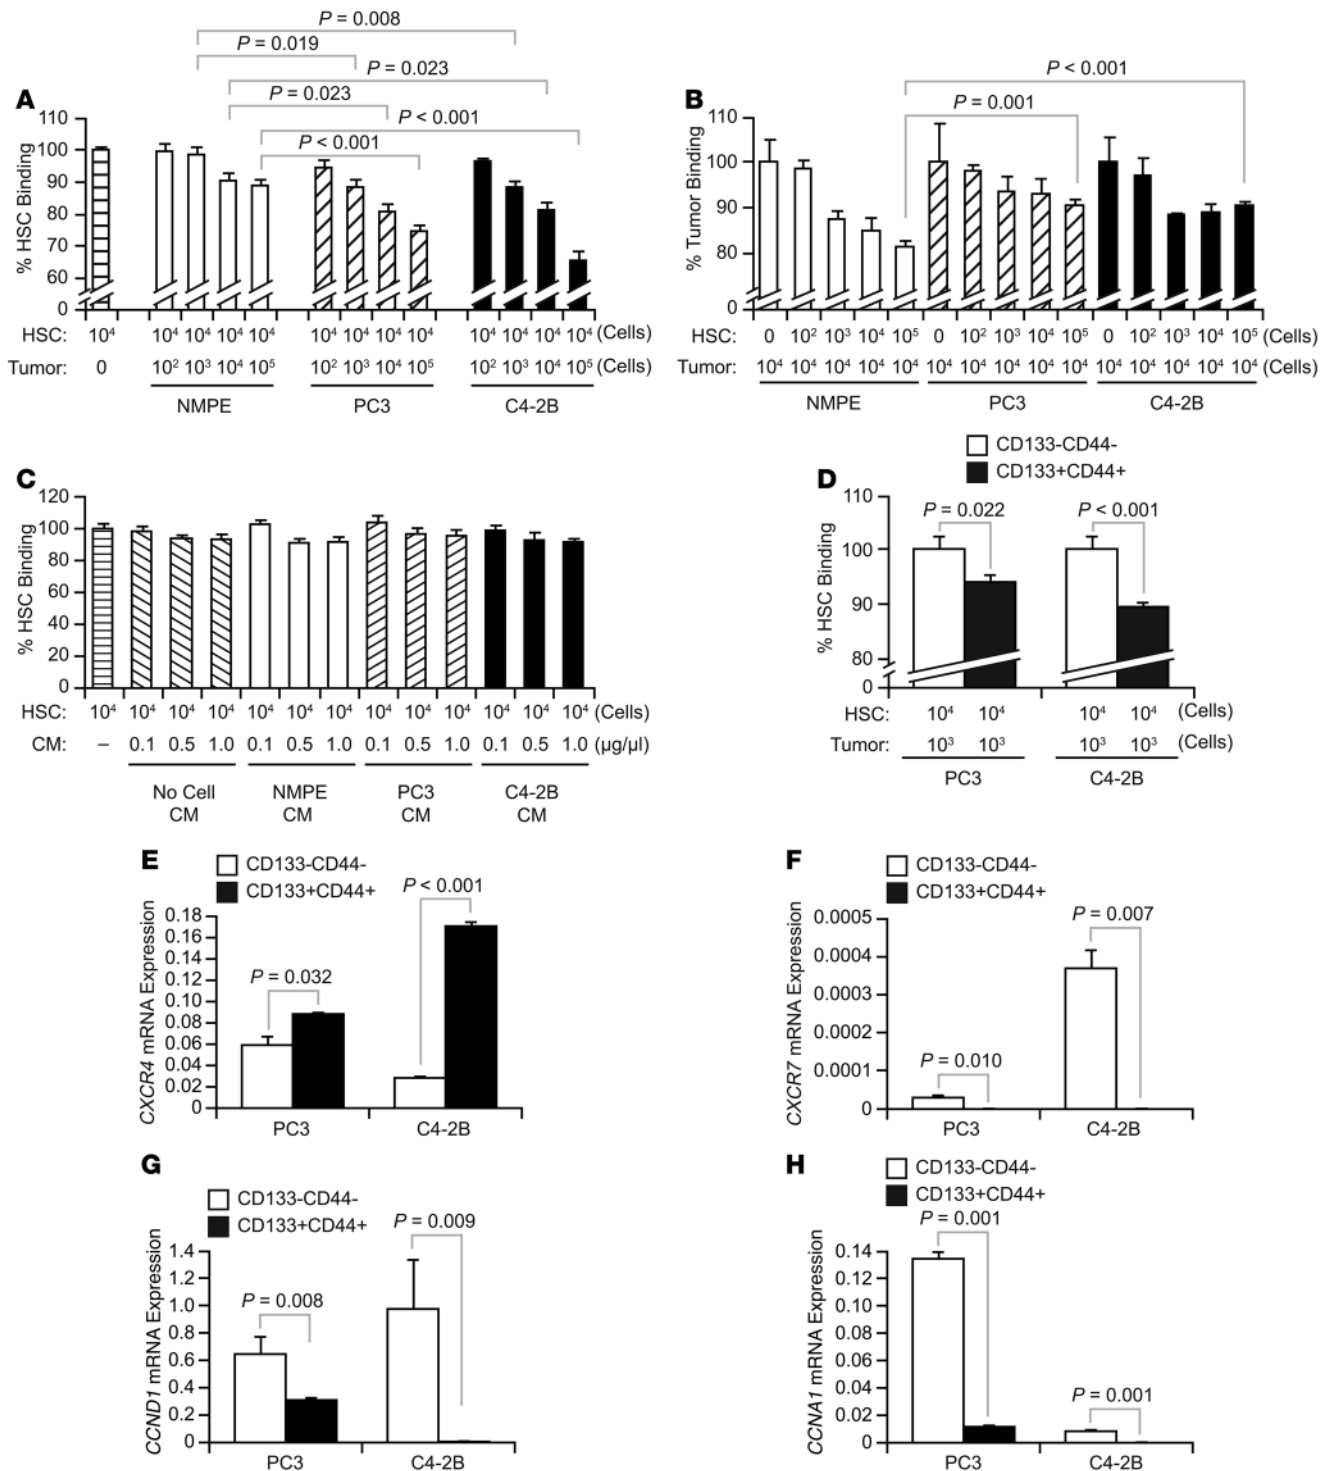 P = 0.008
P = 0.019
P = 0.023
P = 0.023
P < 0.001
P < 0.001
A
% HSC Binding
110
100
90
80
70
60
0
HSC: 10⁴ 10⁴ 10⁴ 10⁴ 10⁴ 10⁴ 10⁴ 10⁴ 10⁴ 10⁴ 10⁴ 10⁴ 10⁴ (Cells)
Tumor: 0 10² 10³ 10⁴ 10⁵ 10² 10³ 10⁴ 10⁵ 10² 10³ 10⁴ 10⁵ (Cells)
NMPE PC3 C4-2B
B
P < 0.001
P = 0.001
% Tumor Binding
110
100
90
80
0
HSC: 0 10² 10³ 10⁴ 10⁵ 0 10² 10³ 10⁴ 10⁵ 0 10² 10³ 10⁴ 10⁵ (Cells)
Tumor: 10⁴ 10⁴ 10⁴ 10⁴ 10⁴ 10⁴ 10⁴ 10⁴ 10⁴ 10⁴ 10⁴ 10⁴ 10⁴ 10⁴ 10⁴ (Cells)
NMPE PC3 C4-2B
C
% HSC Binding
120
100
80
60
40
20
0
HSC: 10⁴ 10⁴ 10⁴ 10⁴ 10⁴ 10⁴ 10⁴ 10⁴ 10⁴ 10⁴ 10⁴ 10⁴ 10⁴ (Cells)
CM: – 0.1 0.5 1.0 0.1 0.5 1.0 0.1 0.5 1.0 0.1 0.5 1.0 (µg/µl)
No Cell NMPE PC3 C4-2B
CM CM CM CM
CD133-CD44-
CD133+CD44+
D
% HSC Binding
110
100
90
80
0
P = 0.022 P < 0.001
HSC: 10⁴ 10⁴ 10⁴ 10⁴ (Cells)
Tumor: 10³ 10³ 10³ 10³ (Cells)
PC3 C4-2B
E
CD133-CD44-
CD133+CD44+
P < 0.001
P = 0.032
CXCR4 mRNA Expression
0.18
0.16
0.14
0.12
0.10
0.08
0.06
0.04
0.02
0
PC3 C4-2B
F
CD133-CD44-
CD133+CD44+
P = 0.007
P = 0.010
CXCR7 mRNA Expression
0.0005
0.0004
0.0003
0.0002
0.0001
0
PC3 C4-2B
G
CD133-CD44-
CD133+CD44+
P = 0.009
P = 0.008
CCND1 mRNA Expression
1.4
1.2
1.0
0.8
0.6
0.4
0.2
0
PC3 C4-2B
H
CD133-CD44-
CD133+CD44+
P = 0.001
P = 0.001
CCNA1 mRNA Expression
0.14
0.12
0.10
0.08
0.06
0.04
0.02
0
PC3 C4-2B